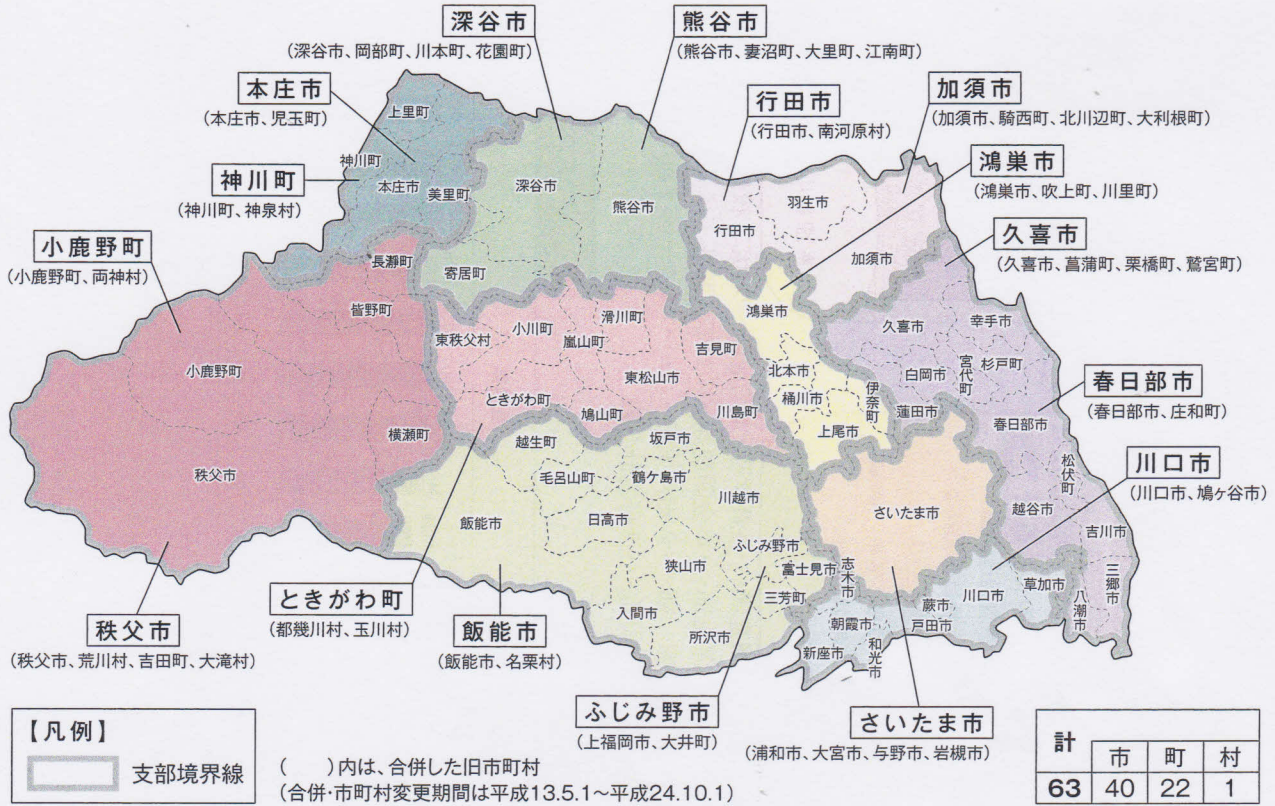 深谷市
(深谷市、岡部町、川本町、花園町)
熊谷市
(熊谷市、妻沼町、大里町、江南町)
本庄市
(本庄市、児玉町)
行田市
(行田市、南河原村)
加須市
(加須市、騎西町、北川辺町、大利根町)
神川町
(神川町、神泉村)
鴻巣市
(鴻巣市、吹上町、川里町)
小鹿野町
(小鹿野町、両神村)
久喜市
(久喜市、菖蒲町、栗橋町、鷲宮町)
春日部市
(春日部市、庄和町)
川口市
(川口市、鳩ヶ谷市)
上里町
神川町
本庄市
美里町
深谷市
熊谷市
寄居町
行田市
羽生市
加須市
長瀞町
皆野町
小鹿野町
横瀬町
秩父市
東秩父村
小川町
嵐山町
滑川町
吉見町
東松山市
ときがわ町
鳩山町
川島町
鴻巣市
北本市
桶川市
伊奈町
上尾市
久喜市
幸手市
白岡市
宮代町
杉戸町
蓮田市
春日部市
松伏町
越谷市
吉川市
三郷市
八潮市
草加市
さいたま市
越生町
坂戸市
毛呂山町
鶴ケ島市
川越市
飯能市
日高市
ふじみ野市
狭山市
富士見市
三芳町
入間市
所沢市
志木市
朝霞市
新座市
和光市
蕨市
戸田市
川口市
秩父市
(秩父市、荒川村、吉田町、大滝村)
ときがわ町
(都幾川村、玉川村)
飯能市
(飯能市、名栗村)
ふじみ野市
(上福岡市、大井町)
さいたま市
(浦和市、大宮市、与野市、岩槻市)
【凡例】
支部境界線
( )内は、合併した旧市町村
(合併・市町村変更期間は平成13.5.1〜平成24.10.1)
計 市 町 村
63 40 22 1